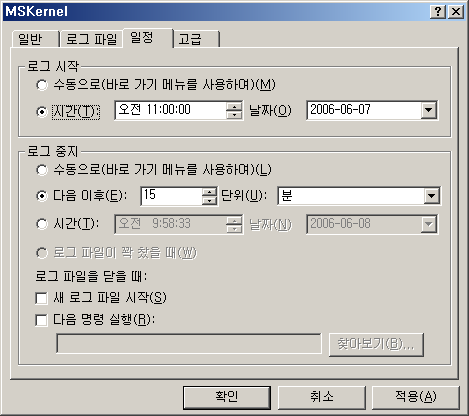 MSKernel
일반 로그 파일 일정 고급
로그 시작
수동으로(바로 가기 메뉴를 사용하여)(M)
시간(T): 오전 11:00:00 날짜(O) 2006-06-07
로그 중지
수동으로(바로 가기 메뉴를 사용하여)(L)
다음 이후(E): 15 단위(U): 분
시간(T): 오전 9:58:33 날짜(N) 2006-06-08
로그 파일이 꽉 찼을 때(W)
로그 파일을 닫을 때:
새 로그 파일 시작(S)
다음 명령 실행(R):
찾아보기(B)...
확인 취소 적용(A)